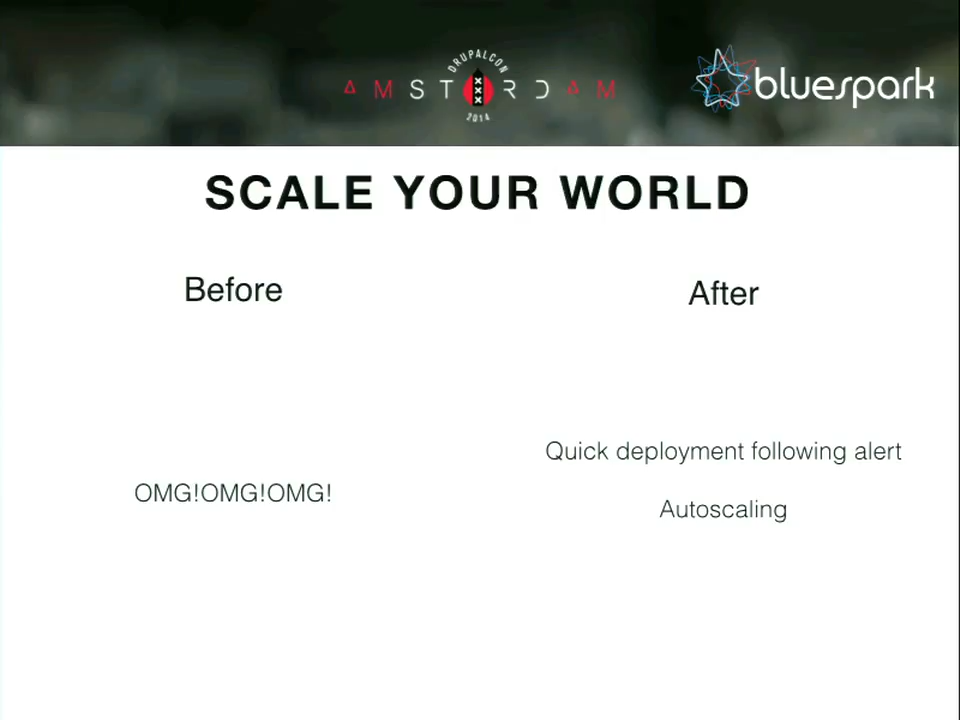 DRUPALCON
AMSTERDAM
2014
bluespark
SCALE YOUR WORLD
Before
After
OMG!OMG!OMG!
Quick deployment following alert
Autoscaling